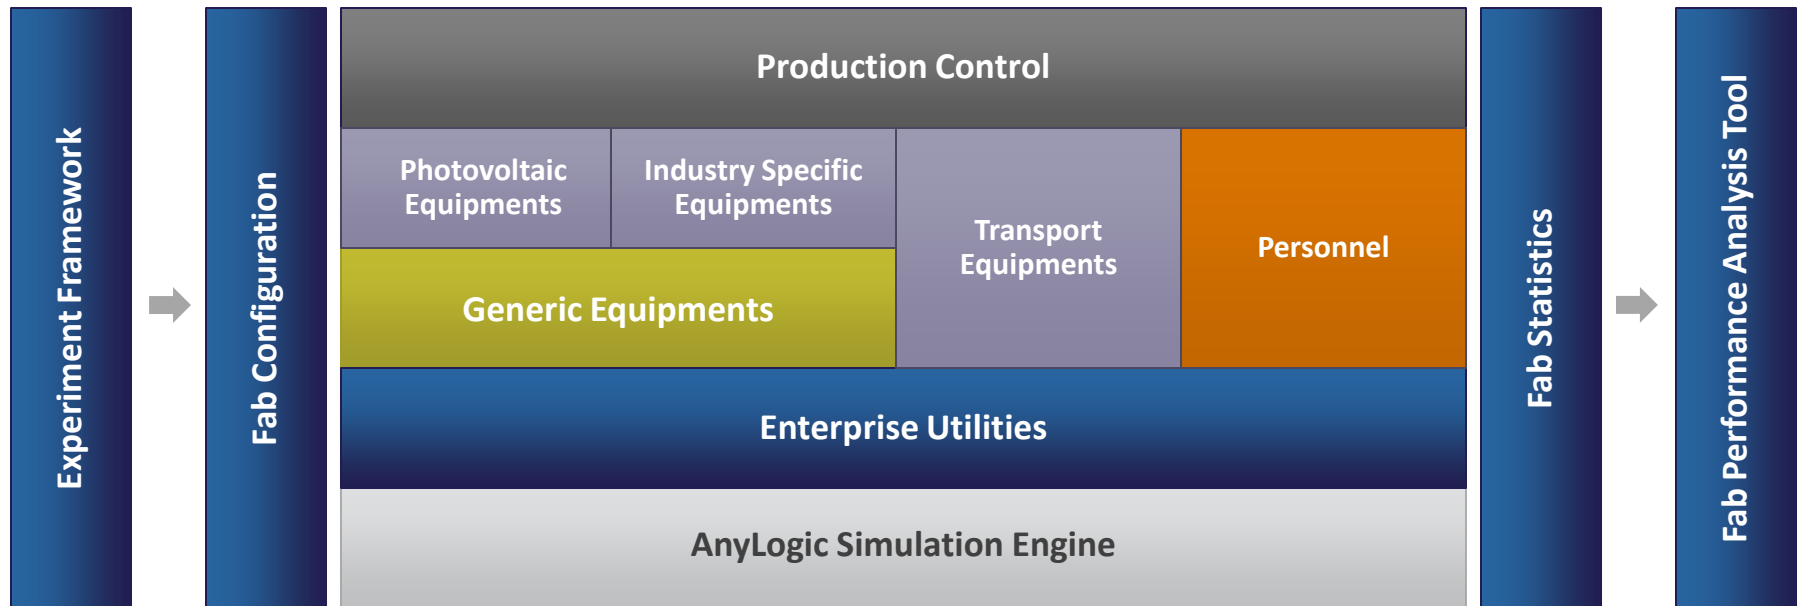 Experiment Framework
Fab Configuration
Production Control
Photovoltaic
Equipments
Industry Specific
Equipments
Transport
Equipments
Personnel
Generic Equipments
Enterprise Utilities
AnyLogic Simulation Engine
Fab Statistics
Fab Performance Analysis Tool